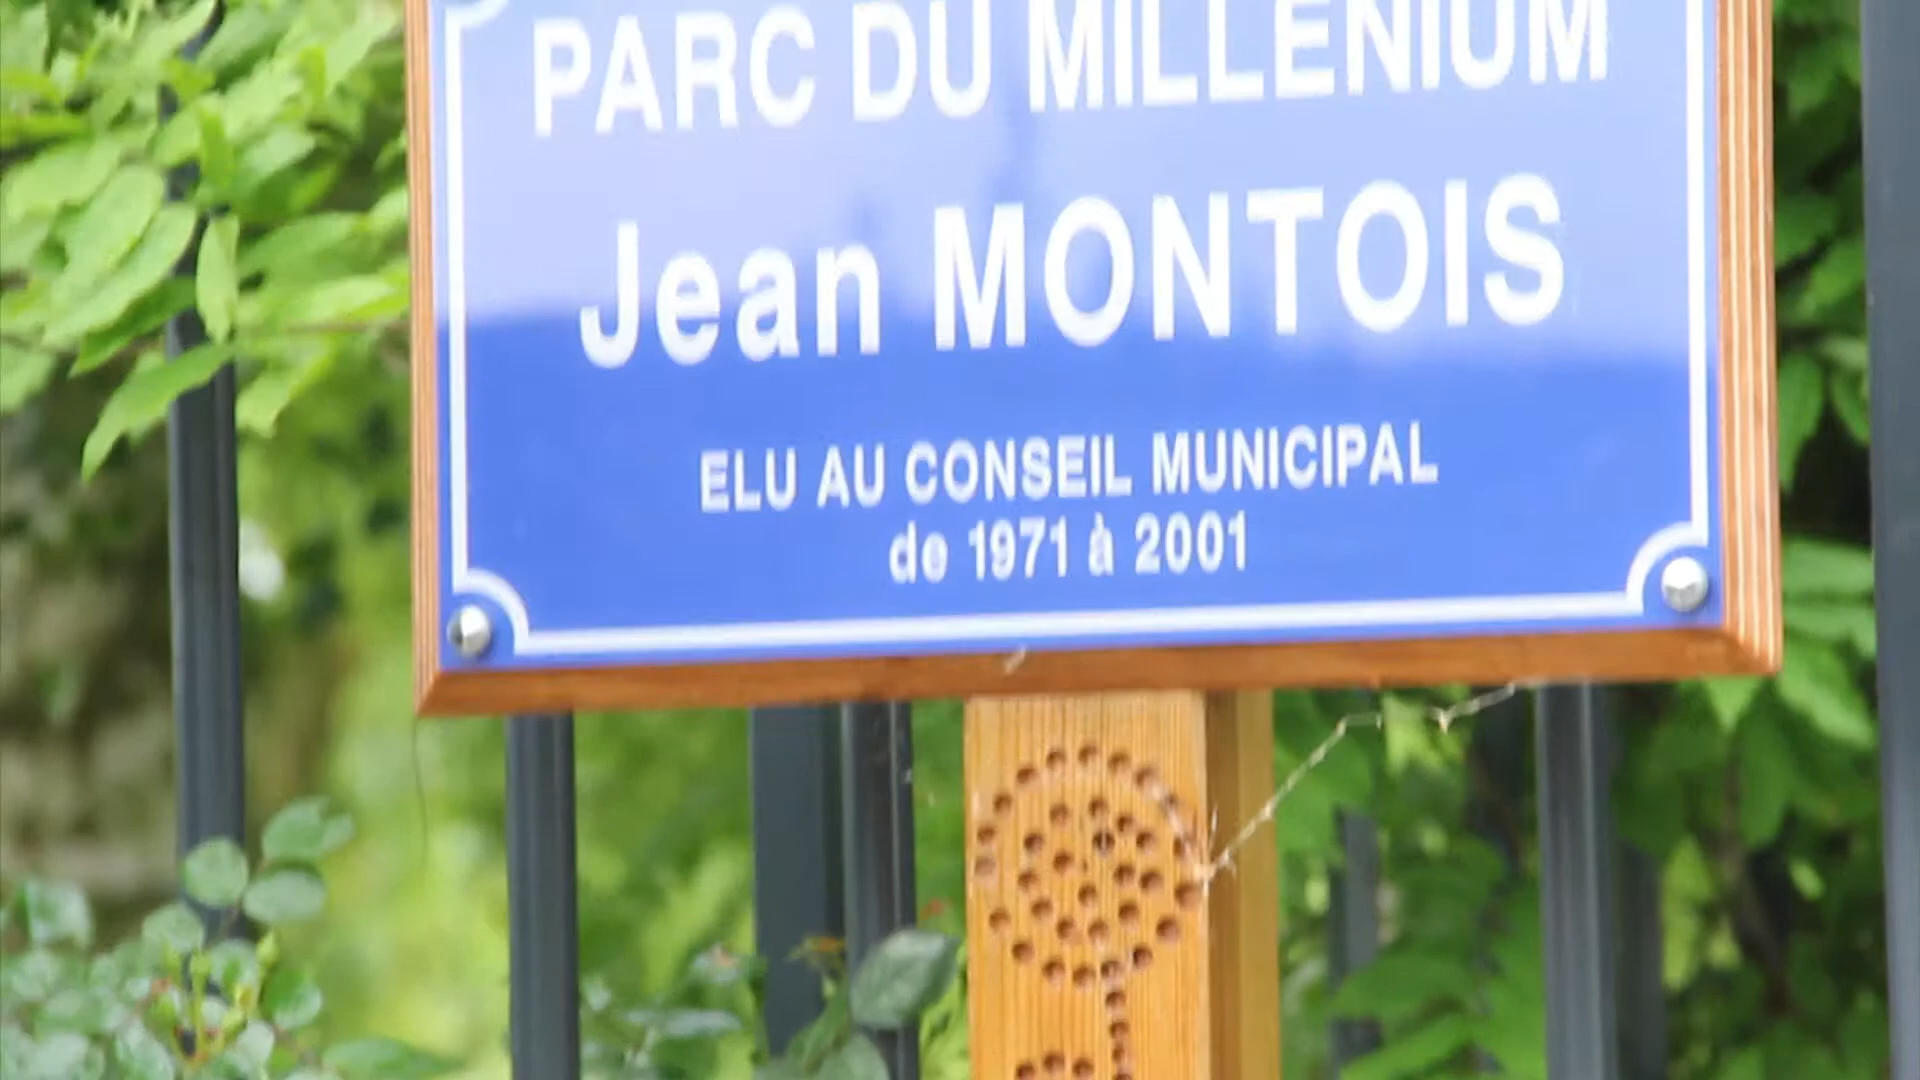 PARC DU MILLENIUM
Jean MONTOIS
ELU AU CONSEIL MUNICIPAL
de 1971 à 2001